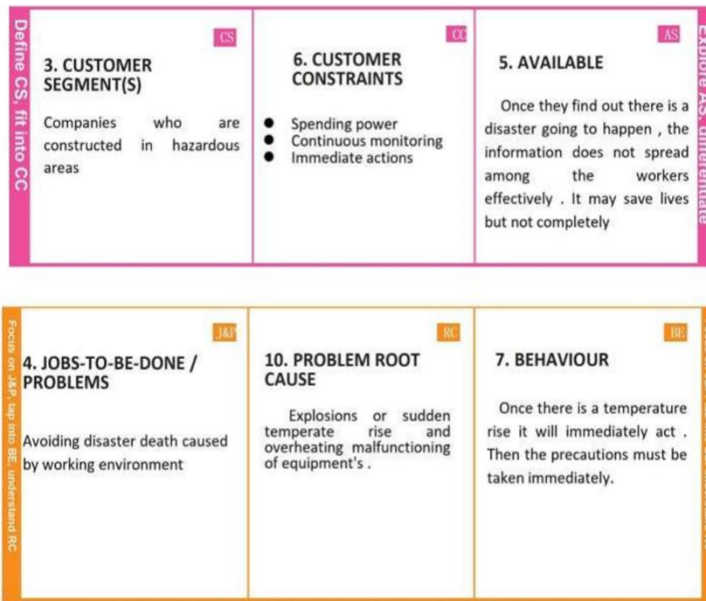 Define CS, fit into CC
CS
3. CUSTOMER
SEGMENT(S)
Companies who are
constructed in hazardous
areas
CC
6. CUSTOMER
CONSTRAINTS
● Spending power
● Continuous monitoring
● Immediate actions
AS
5. AVAILABLE
Once they find out there is a
disaster going to happen , the
information does not spread
among the workers
effectively . It may save lives
but not completely
Explore AS, differentiate
Focus on J&P, tap into BE, understand RC
J&P
4. JOBS-TO-BE-DONE /
PROBLEMS
Avoiding disaster death caused
by working environment
RC
10. PROBLEM ROOT
CAUSE
Explosions or sudden
temperate rise and
overheating malfunctioning
of equipment's .
BE
7. BEHAVIOUR
Once there is a temperature
rise it will immediately act .
Then the precautions must be
taken immediately.